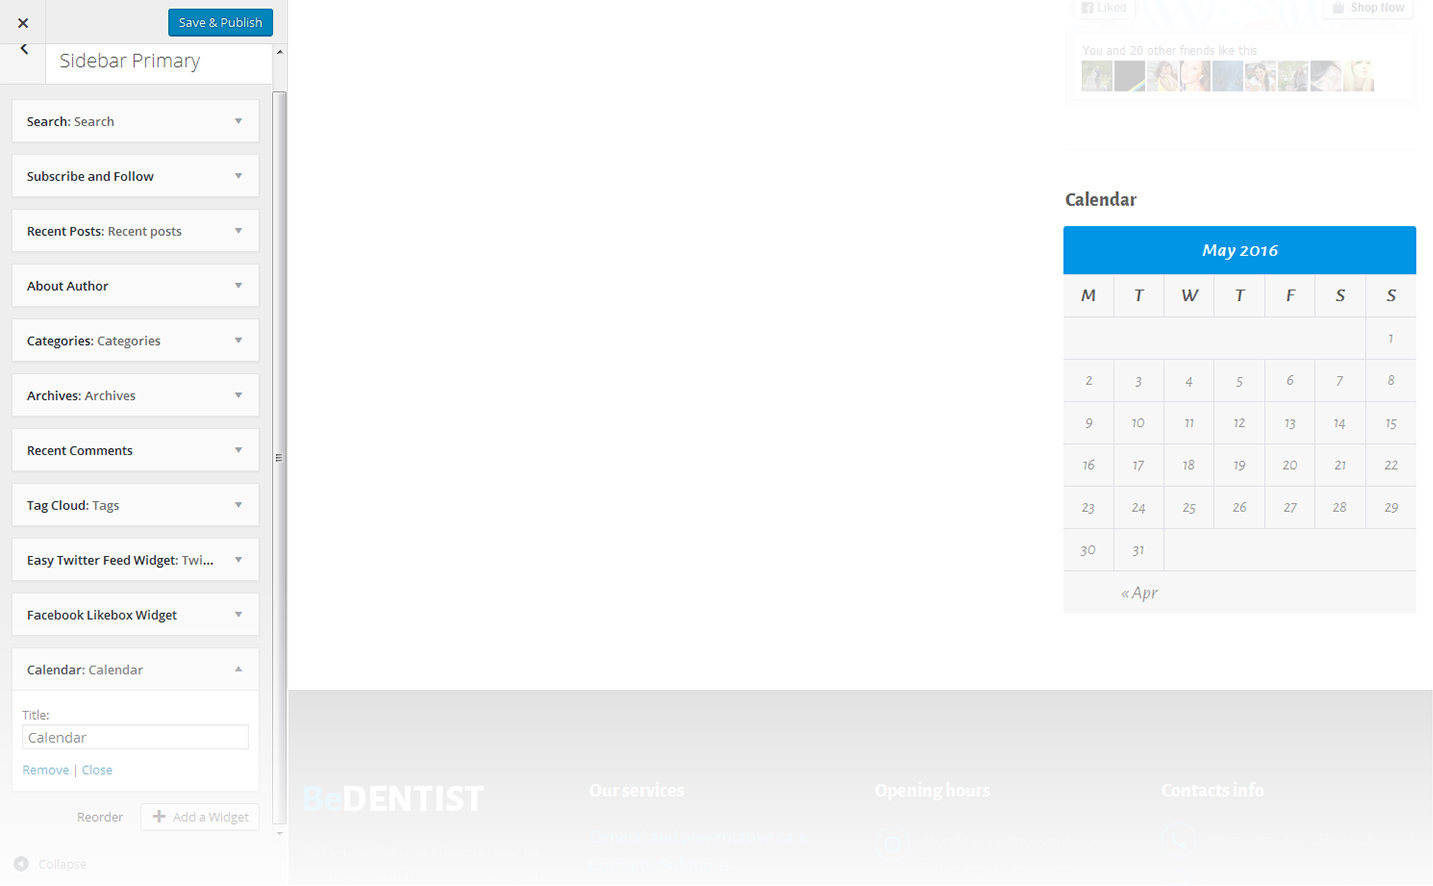 Save & Publish
Sidebar Primary
Search: Search
Subscribe and Follow
Recent Posts: Recent posts
About Author
Categories: Categories
Archives: Archives
Recent Comments
Tag Cloud: Tags
Easy Twitter Feed Widget: Twi...
Facebook Likebox Widget
Calendar: Calendar
Title:
Calendar
Remove | Close
Reorder
Add a Widget
Collapse
Liked
Shop Now
You and 20 other friends like this
Calendar
May 2016
M T W T F S S
1
2 3 4 5 6 7 8
9 10 11 12 13 14 15
16 17 18 19 20 21 22
23 24 25 26 27 28 29
30 31
« Apr
BeDENTIST
Our services
Opening hours
Contacts info